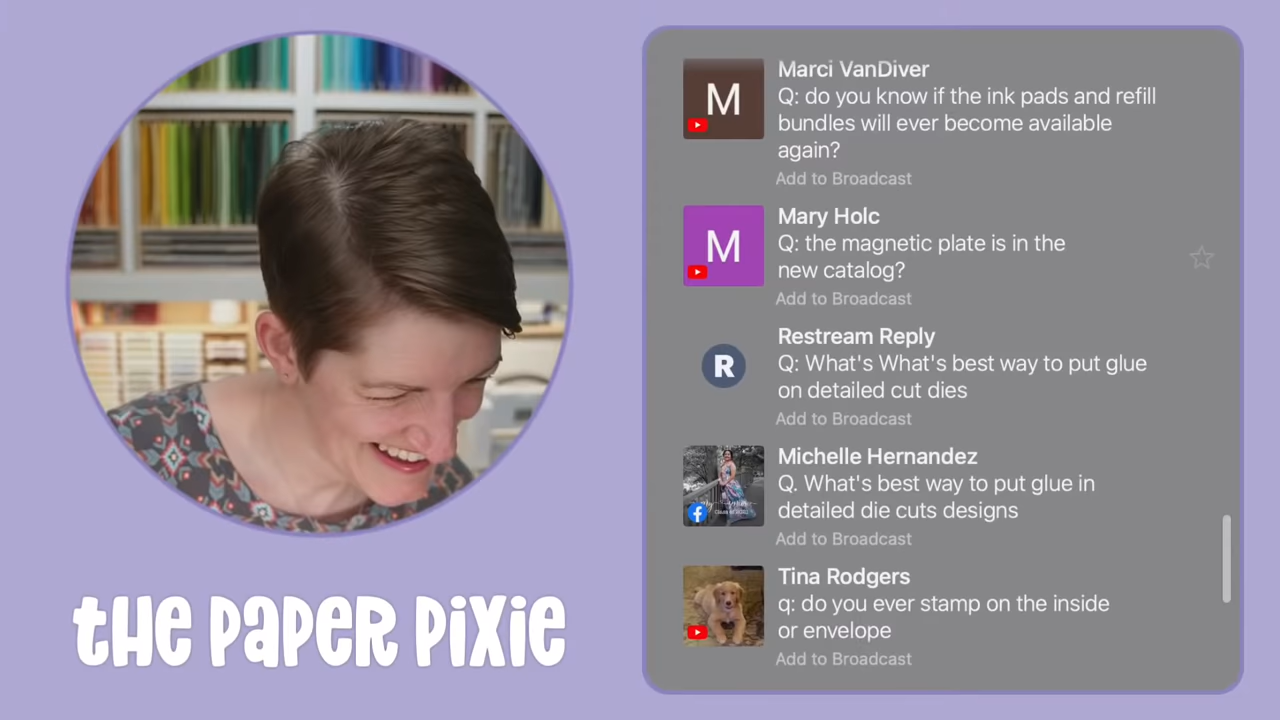 the paper pixie
M
Marci VanDiver
Q: do you know if the ink pads and refill
bundles will ever become available
again?
Add to Broadcast
M
Mary Holc
Q: the magnetic plate is in the
new catalog?
Add to Broadcast
R
Restream Reply
Q: What's What's best way to put glue
on detailed cut dies
Add to Broadcast
Michelle Hernandez
Q. What's best way to put glue in
detailed die cuts designs
Add to Broadcast
Tina Rodgers
q: do you ever stamp on the inside
or envelope
Add to Broadcast